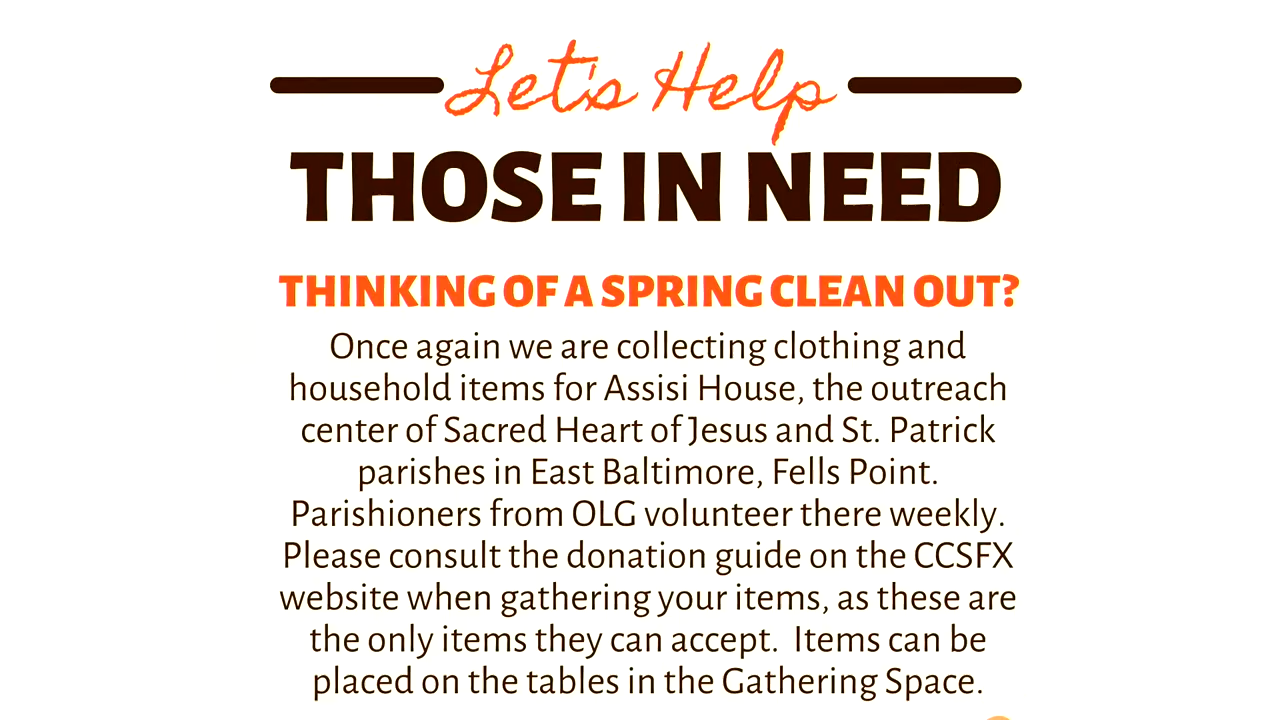 Let's Help
THOSE IN NEED
THINKING OF A SPRING CLEAN OUT?
Once again we are collecting clothing and
household items for Assisi House, the outreach
center of Sacred Heart of Jesus and St. Patrick
parishes in East Baltimore, Fells Point.
Parishioners from OLG volunteer there weekly.
Please consult the donation guide on the CCSFX
website when gathering your items, as these are
the only items they can accept.  Items can be
placed on the tables in the Gathering Space.